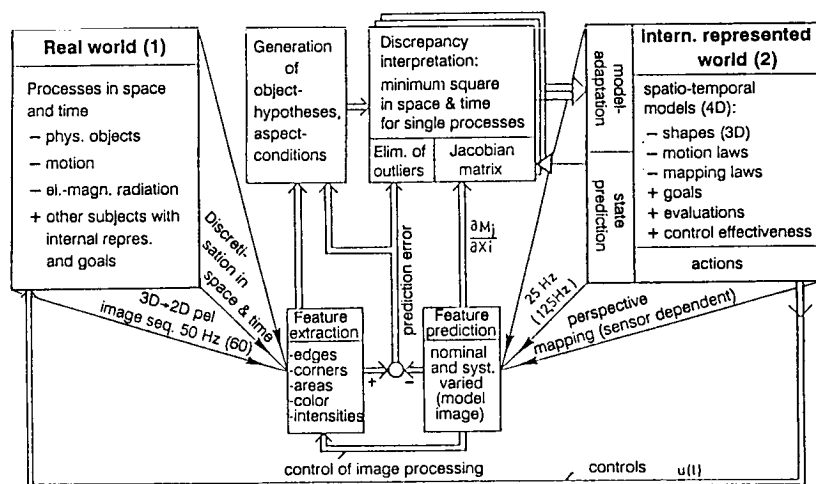 Real world (1)
Processes in space
and time
– phys. objects
– motion
– el.-magn. radiation
+ other subjects with
internal repres.
and goals
Generation
of
object-
hypotheses,
aspect-
conditions
Discrepancy
interpretation:
minimum square
in space & time
for single processes
Elim. of
outliers
Jacobian
matrix
model-
adaptation
state
prediction
Intern. represented
world (2)
spatio-temporal
models (4D):
– shapes (3D)
– motion laws
– mapping laws
+ goals
+ evaluations
+ control effectiveness
actions
Discreti-
sation in
space & time
3D→2D pel
image seq. 50 Hz (60)
prediction error
∂Mj
∂Xi
25 Hz
(12,5Hz)
perspective
mapping (sensor dependent)
Feature
extraction
-edges
-corners
-areas
-color
-intensities
+
–
Feature
prediction
nominal
and syst.
varied
(model
image)
control of image processing
controls u(t)